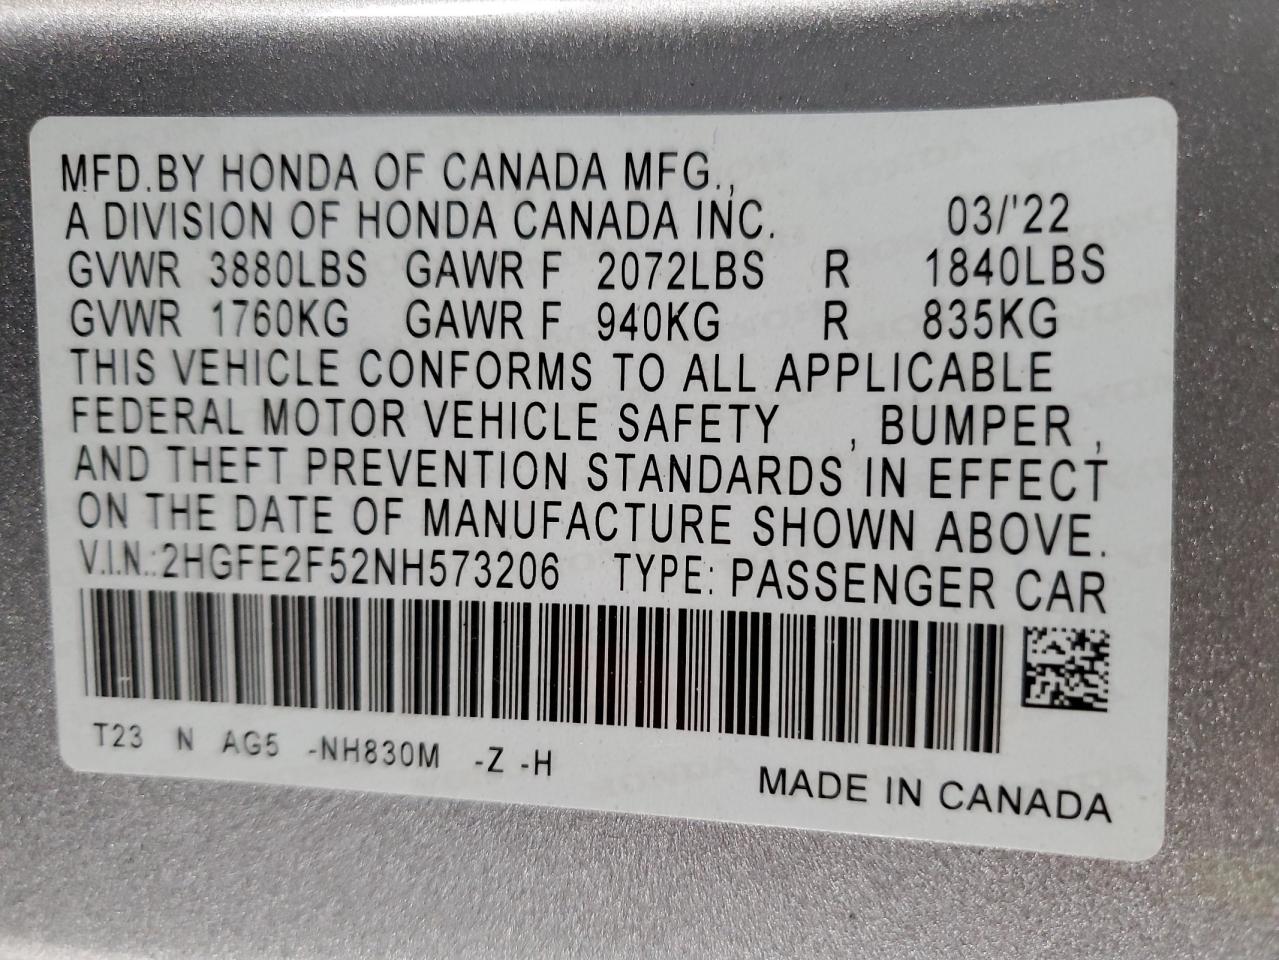 MFD.BY HONDA OF CANADA MFG.,
A DIVISION OF HONDA CANADA INC. 03/'22
GVWR 3880LBS GAWR F 2072LBS R 1840LBS
GVWR 1760KG GAWR F 940KG R 835KG
THIS VEHICLE CONFORMS TO ALL APPLICABLE
FEDERAL MOTOR VEHICLE SAFETY , BUMPER ,
AND THEFT PREVENTION STANDARDS IN EFFECT
ON THE DATE OF MANUFACTURE SHOWN ABOVE.
V.I.N.:2HGFE2F52NH573206 TYPE: PASSENGER CAR
T23 N AG5 -NH830M -Z -H
MADE IN CANADA